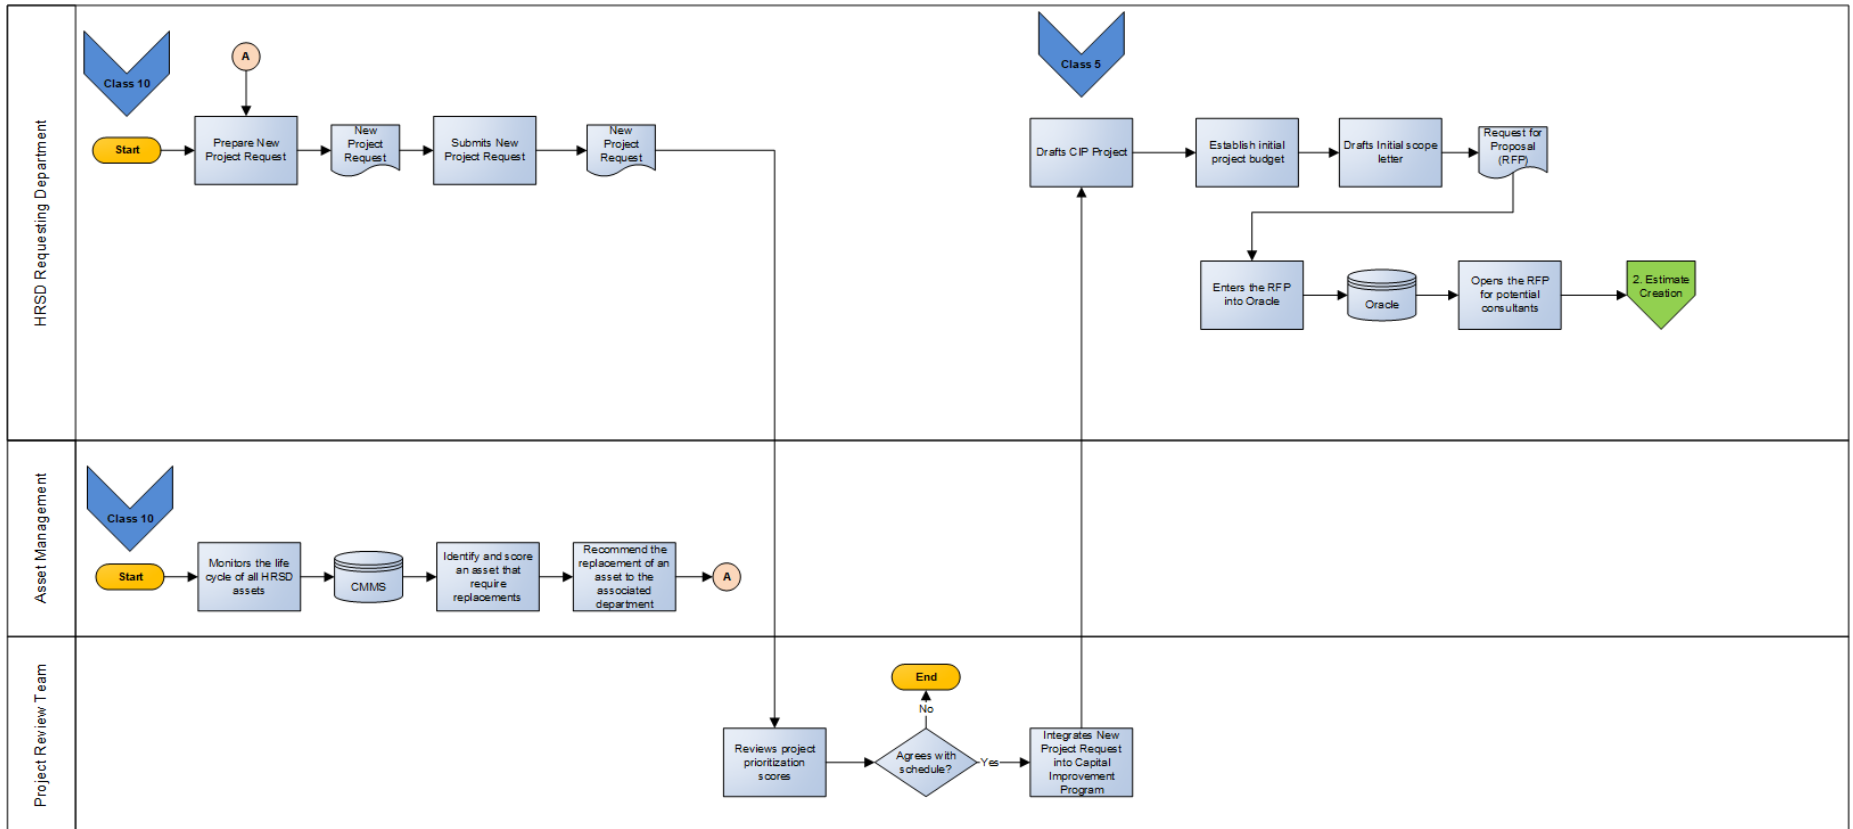 HRSD Requesting Department
Class 10
A
Start
Prepare New
Project Request
New
Project
Request
Submits New
Project Request
New
Project
Request
Class 5
Drafts CIP Project
Establish initial
project budget
Drafts Initial scope
letter
Request for
Proposal
(RFP)
Enters the RFP
into Oracle
Oracle
Opens the RFP
for potential
consultants
2. Estimate
Creation
Asset Management
Class 10
Start
Monitors the life
cycle of all HRSD
assets
CMMS
Identify and score
an asset that
require
replacements
Recommend the
replacement of an
asset to the
associated
department
A
Project Review Team
Reviews project
prioritization
scores
Agrees with
schedule?
No
End
Yes
Integrates New
Project Request
into Capital
Improvement
Program